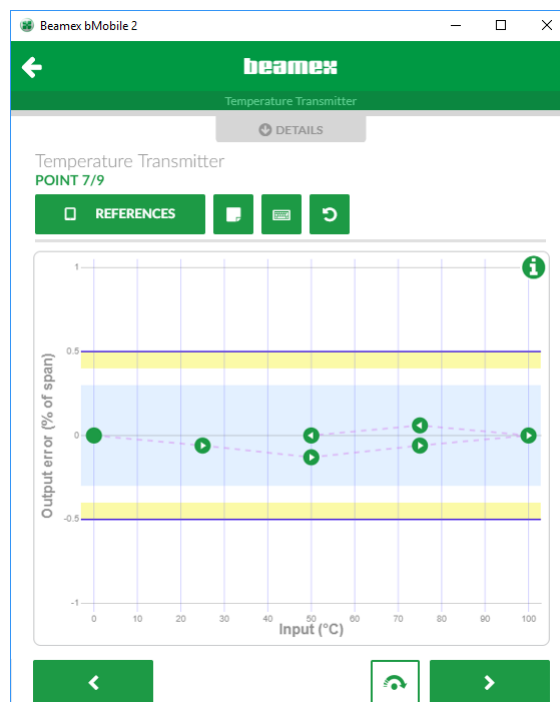 Beamex bMobile 2
beamex
Temperature Transmitter
DETAILS
Temperature Transmitter
POINT 7/9
REFERENCES
1
0.5
0
-0.5
-1
Output error (% of span)
0 10 20 30 40 50 60 70 80 90 100
Input (°C)